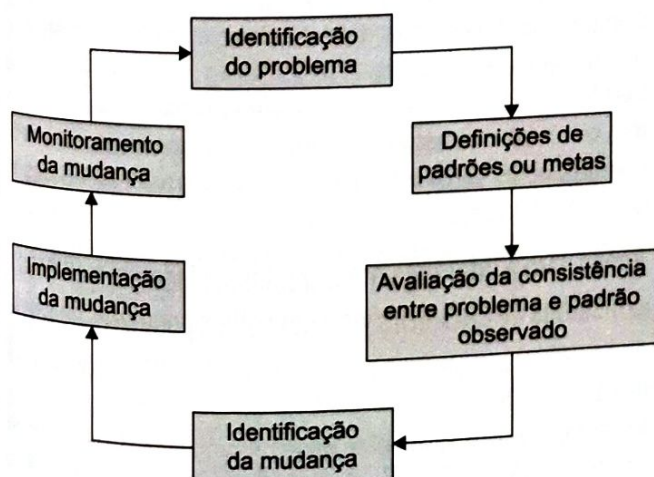 Identificação
do problema
Definições de
padrões ou metas
Avaliação da consistência
entre problema e padrão
observado
Identificação
da mudança
Implementação
da mudança
Monitoramento
da mudança